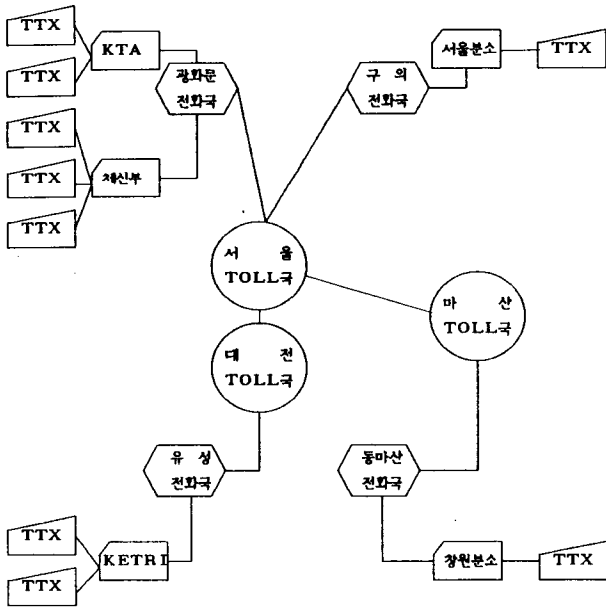 TTX
KTA
TTX
광화문
전화국
TTX
TTX
체신부
TTX
구 의
전화국
서울분소
TTX
서 울
TOLL국
마 산
TOLL국
대 전
TOLL국
유 성
전화국
동마산
전화국
TTX
KETRI
TTX
창원분소
TTX